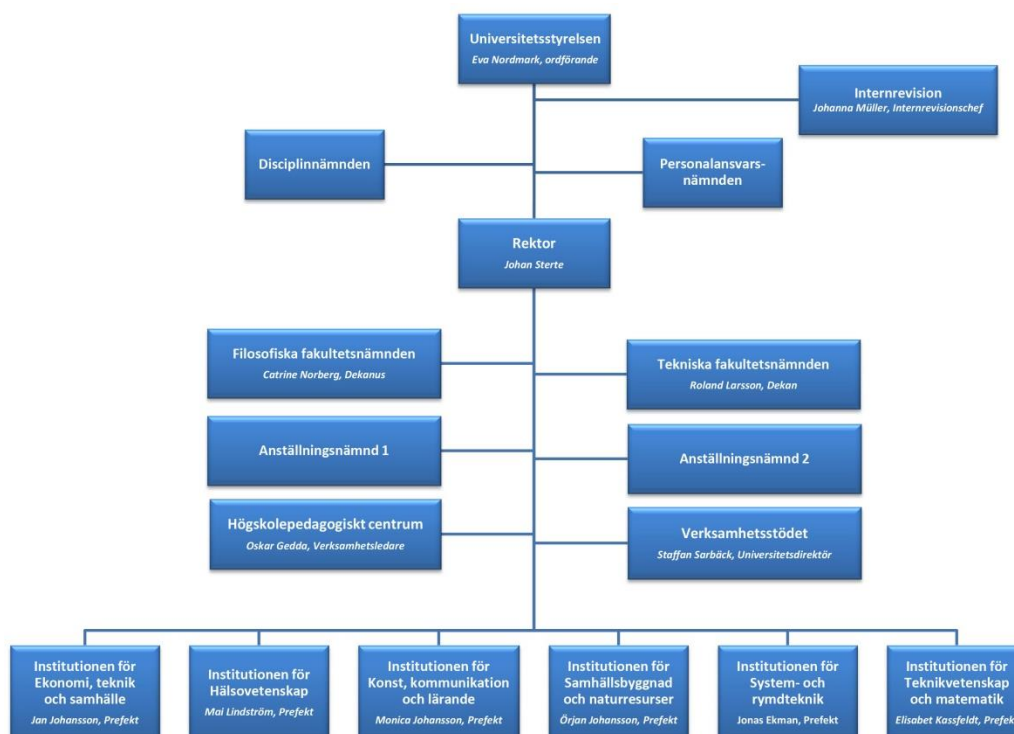 Universitetsstyrelsen
Eva Nordmark, ordförande
Internrevision
Johanna Müller, Internrevisionschef
Disciplinnämnden
Personalansvars-
nämnden
Rektor
Johan Sterte
Filosofiska fakultetsnämnden
Catrine Norberg, Dekanus
Tekniska fakultetsnämnden
Roland Larsson, Dekan
Anställningsnämnd 1
Anställningsnämnd 2
Högskolepedagogiskt centrum
Oskar Gedda, Verksamhetsledare
Verksamhetsstödet
Staffan Sarbäck, Universitetsdirektör
Institutionen för
Ekonomi, teknik
och samhälle
Jan Johansson, Prefekt
Institutionen för
Hälsovetenskap
Mai Lindström, Prefekt
Institutionen för
Konst, kommunikation
och lärande
Monica Johansson, Prefekt
Institutionen för
Samhällsbyggnad
och naturresurser
Örjan Johansson, Prefekt
Institutionen för
System- och
rymdteknik
Jonas Ekman, Prefekt
Institutionen för
Teknikvetenskap
och matematik
Elisabet Kassfeldt, Prefekt